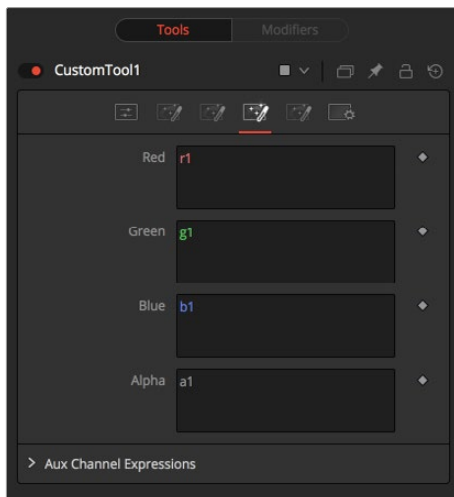 Tools Modifiers
CustomTool1
Red r1
Green g1
Blue b1
Alpha a1
Aux Channel Expressions